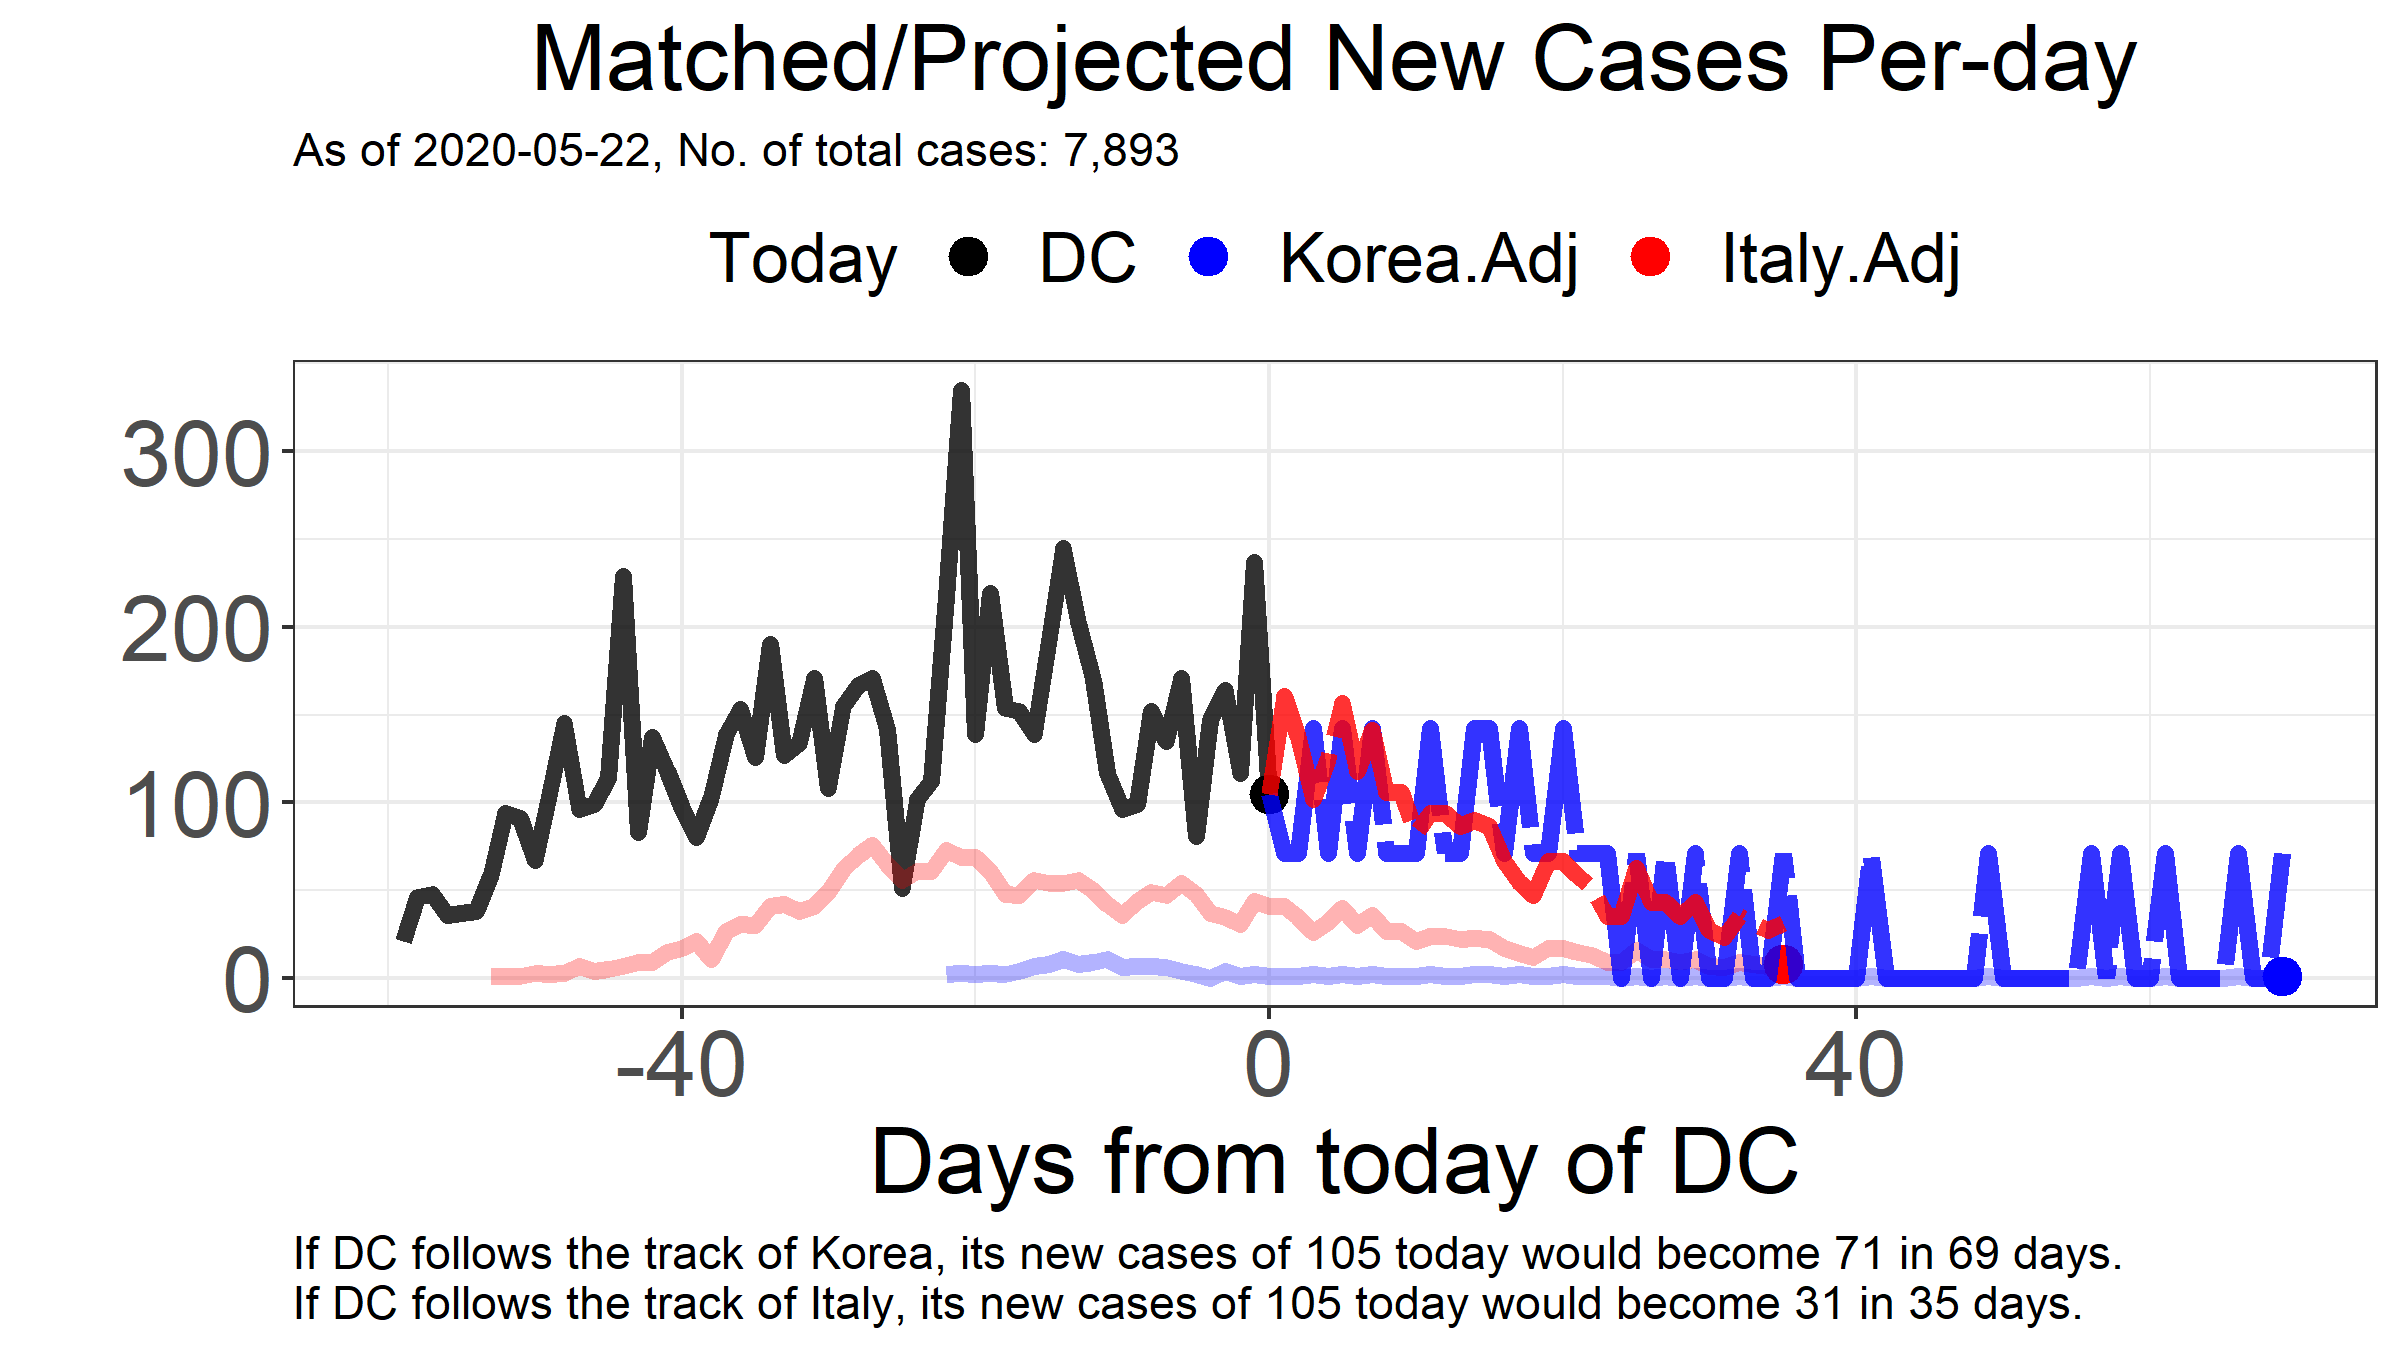 Matched/Projected New Cases Per-day
As of 2020-05-22, No. of total cases: 7,893
Today DC Korea.Adj Italy.Adj
300
200
100
0
-40 0 40
Days from today of DC
If DC follows the track of Korea, its new cases of 105 today would become 71 in 69 days.
If DC follows the track of Italy, its new cases of 105 today would become 31 in 35 days.